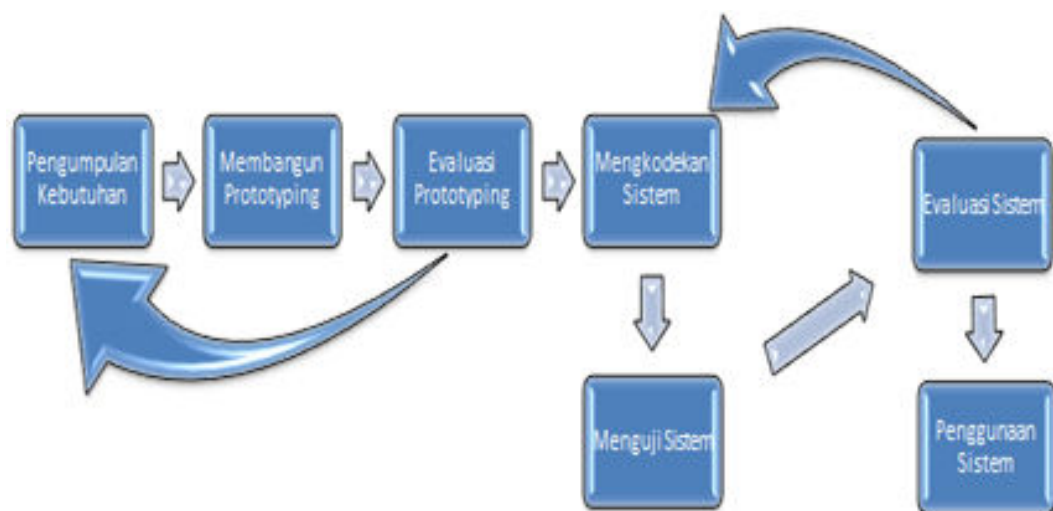 Pengumpulan
Kebutuhan
Membangun
Prototyping
Evaluasi
Prototyping
Mengkodekan
Sistem
Evaluasi Sistem
Menguji Sistem
Penggunaan
Sistem